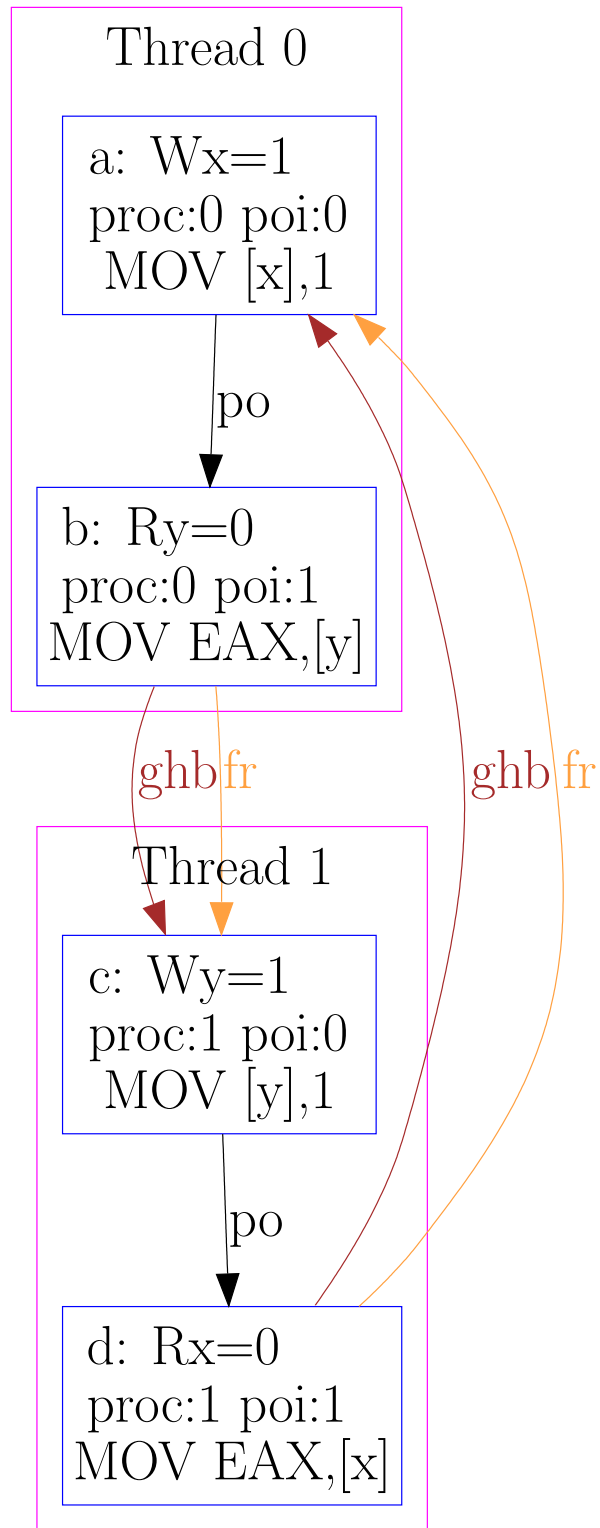 Thread 0
a: Wx=1
proc:0 poi:0
MOV [x],1
po
b: Ry=0
proc:0 poi:1
MOV EAX,[y]
ghb
fr
ghb
fr
Thread 1
c: Wy=1
proc:1 poi:0
MOV [y],1
po
d: Rx=0
proc:1 poi:1
MOV EAX,[x]